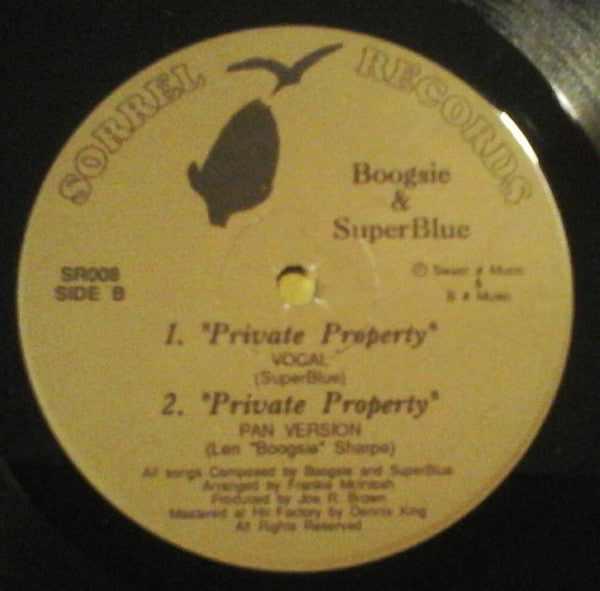 SORREL RECORDS
Boogsie
&
SuperBlue
SR008
SIDE B
Ⓟ Sweet # Music
&
B # Music
1. "Private Property"
VOCAL
(SuperBlue)
2. "Private Property"
PAN VERSION
(Len "Boogsie" Sharpe)
All songs Composed by Boogsie and SuperBlue
Arranged by Frankie McIntosh
Produced by Joe R. Brown
Mastered at Hit Factory by Dennis King
All Rights Reserved